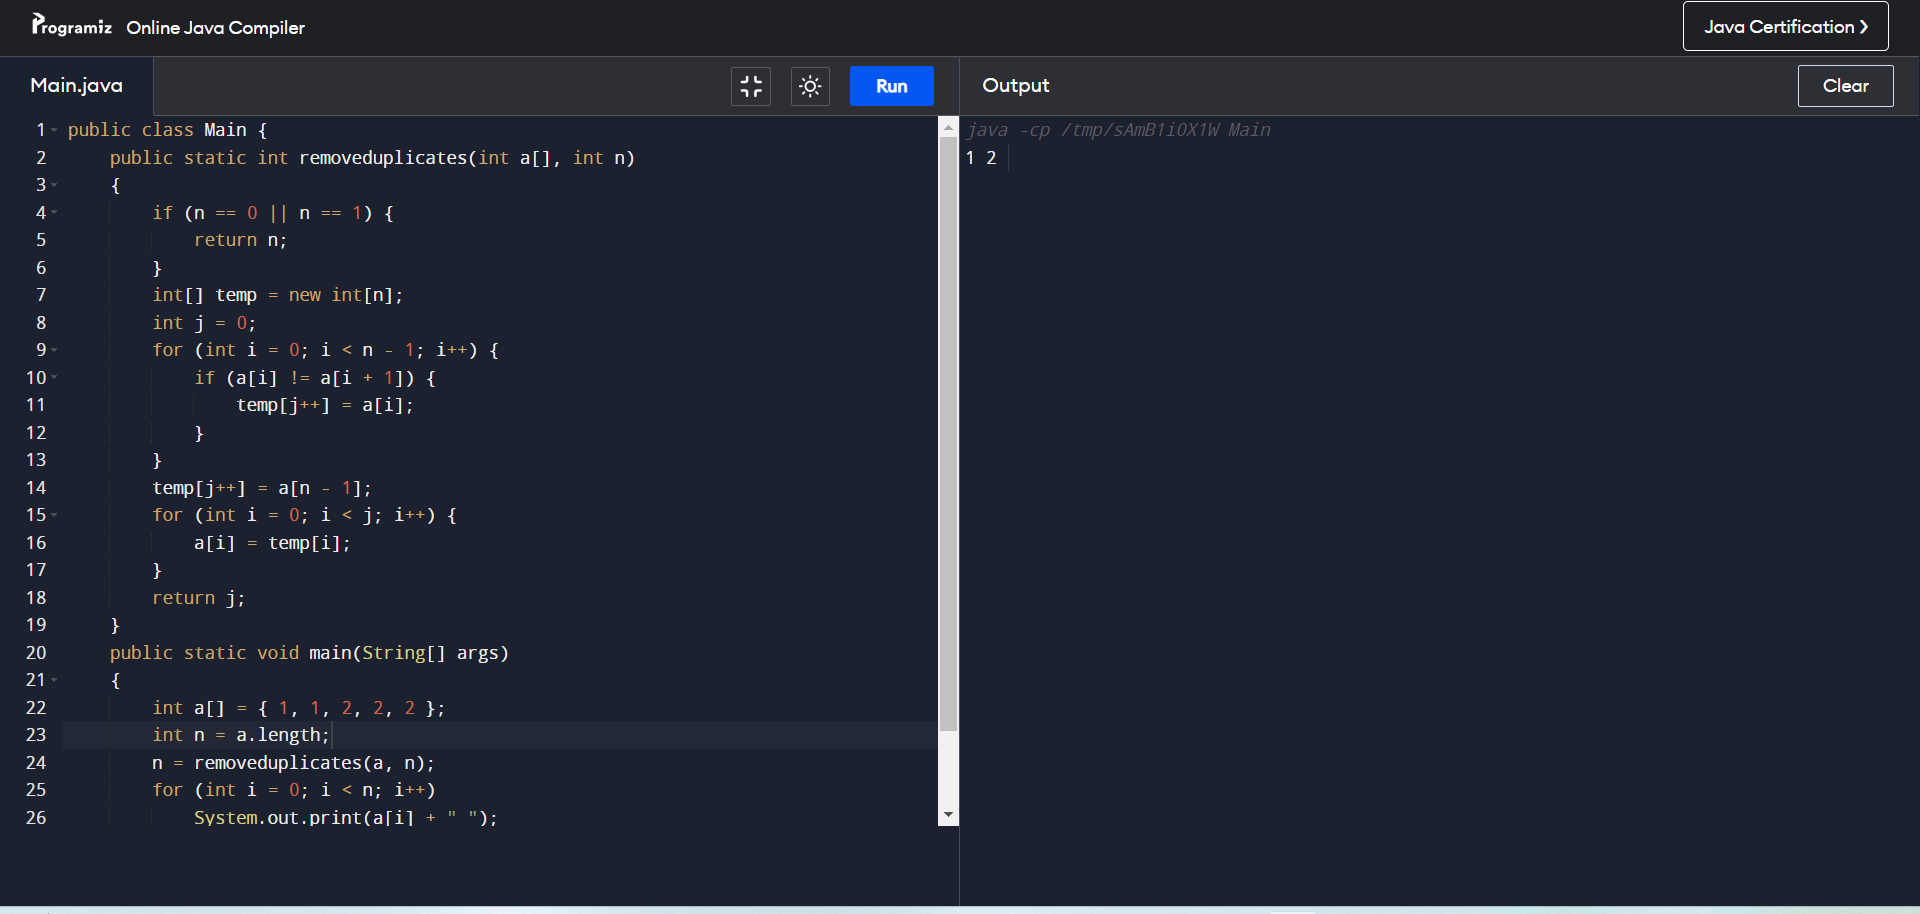 Programiz Online Java Compiler
Java Certification ›
Main.java
Run
Output
Clear
1 public class Main {
2     public static int removeduplicates(int a[], int n)
3     {
4         if (n == 0 || n == 1) {
5             return n;
6         }
7         int[] temp = new int[n];
8         int j = 0;
9         for (int i = 0; i < n - 1; i++) {
10             if (a[i] != a[i + 1]) {
11                 temp[j++] = a[i];
12             }
13         }
14         temp[j++] = a[n - 1];
15         for (int i = 0; i < j; i++) {
16             a[i] = temp[i];
17         }
18         return j;
19     }
20     public static void main(String[] args)
21     {
22         int a[] = { 1, 1, 2, 2, 2 };
23         int n = a.length;
24         n = removeduplicates(a, n);
25         for (int i = 0; i < n; i++)
26             System.out.print(a[i] + " ");
java -cp /tmp/sAmB1iOX1W Main
1 2